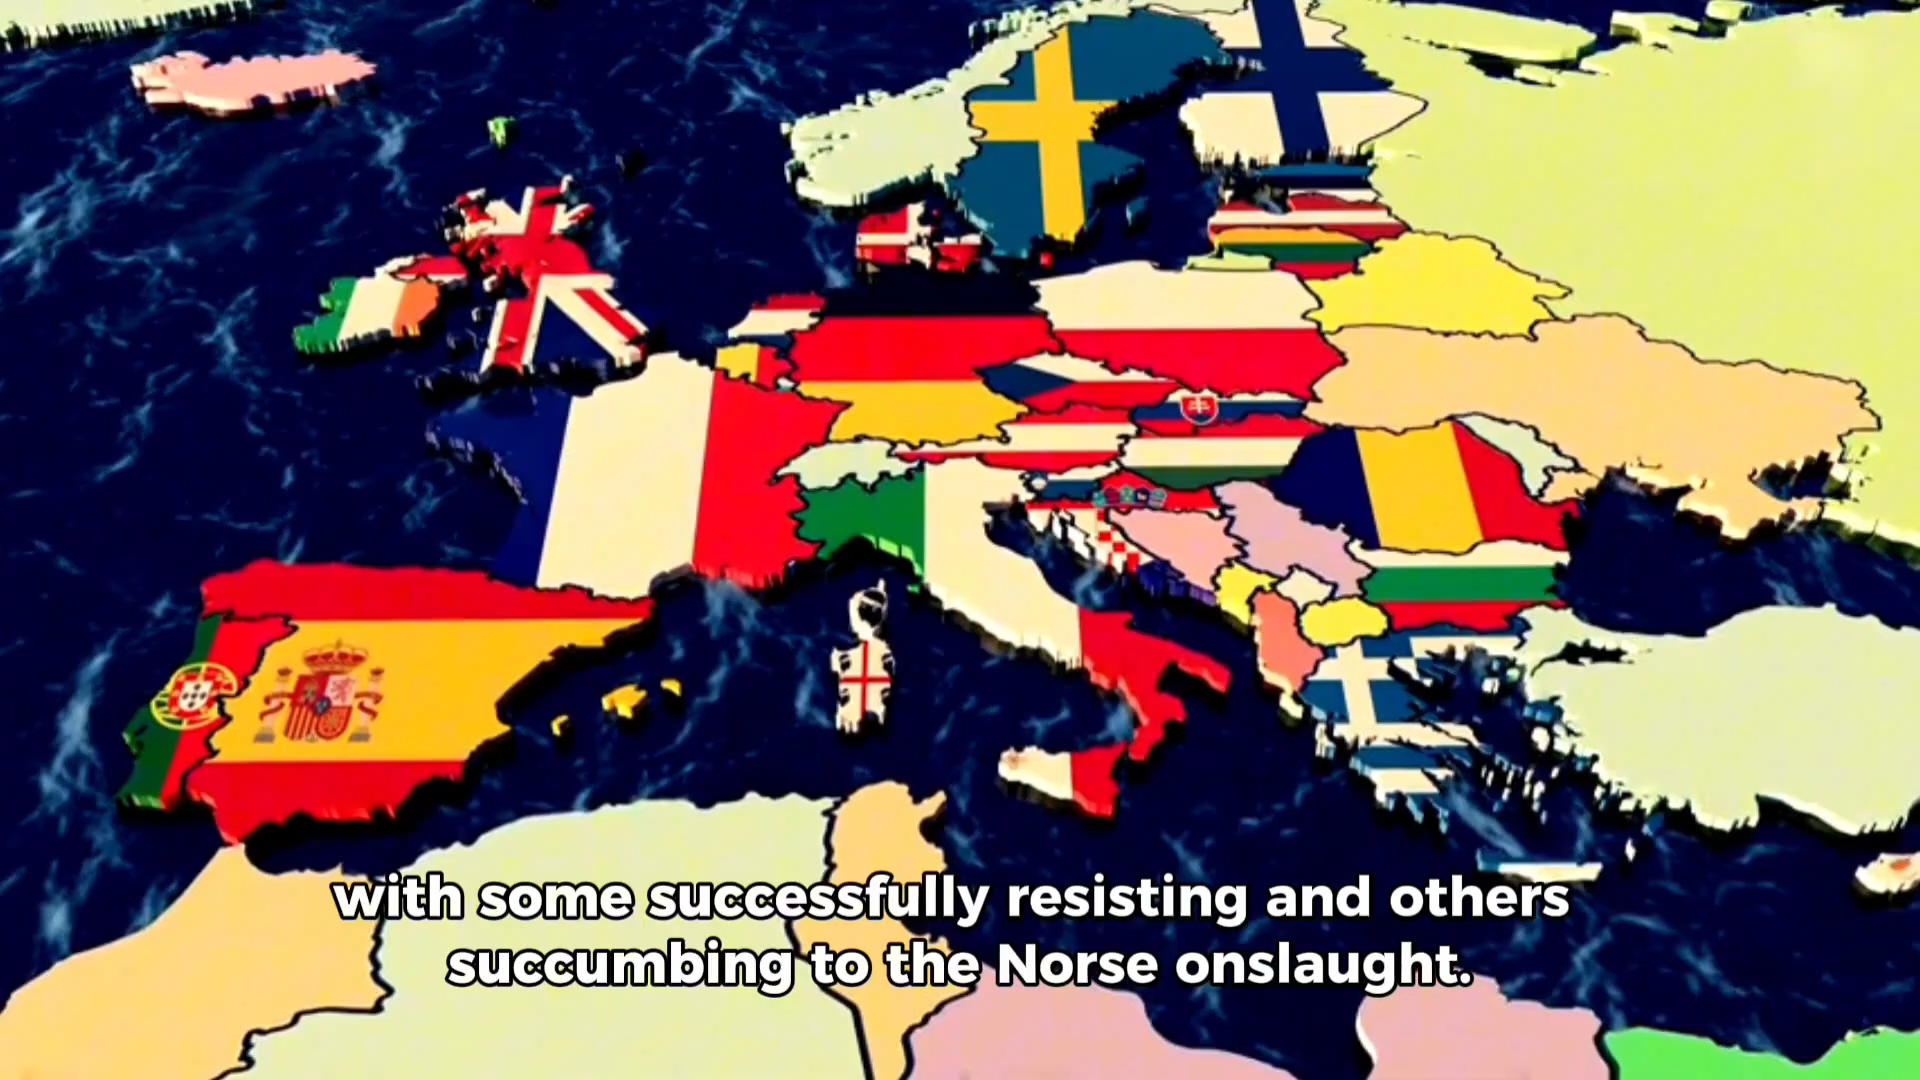 with some successfully resisting and others
succumbing to the Norse onslaught.